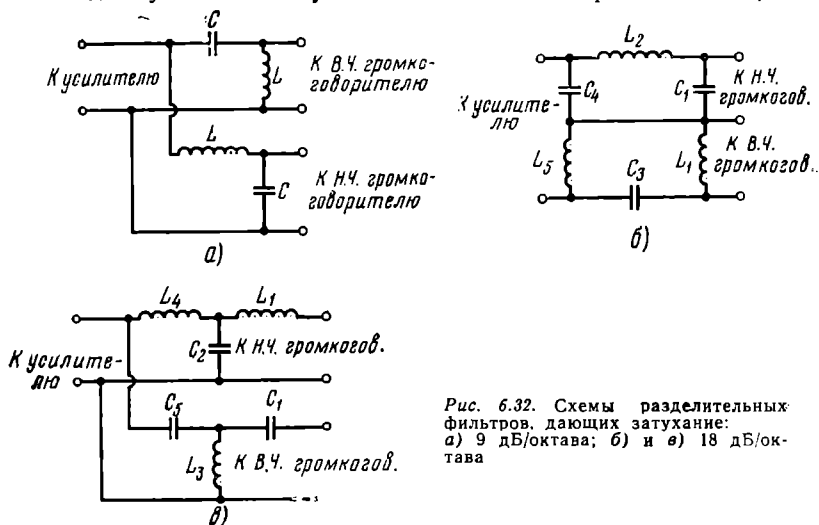 C
L
К усилителю
К В.Ч. громко-
говорителю
L
C
К Н.Ч. громко-
говорителю
а)
L2
C4
C1
К Н.Ч.
громкогов.
К усилите-
лю
К В.Ч.
громкогов.
L5
C3
L1
б)
L4
L1
C2
К Н.Ч. громкогов.
К усилите-
лю
C5
C1
L3
К В.Ч. громкогов.
в)
Рис. 6.32. Схемы разделительных
фильтров, дающих затухание:
а) 9 дБ/октава; б) и в) 18 дБ/ок-
тава